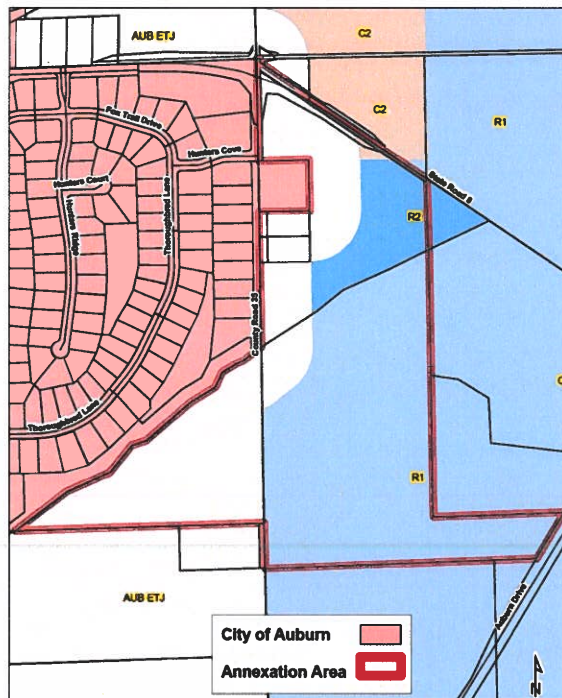 AUB ETJ
C2
C2
R1
Fox Trail Drive
Hunters Cove
State Road 8
Hunters Court
Hunters Ridge
Thoroughbred Lane
R2
County Road 35
Thoroughbred Lane
R1
AUB ETJ
Auburn Drive
City of Auburn
Annexation Area
N